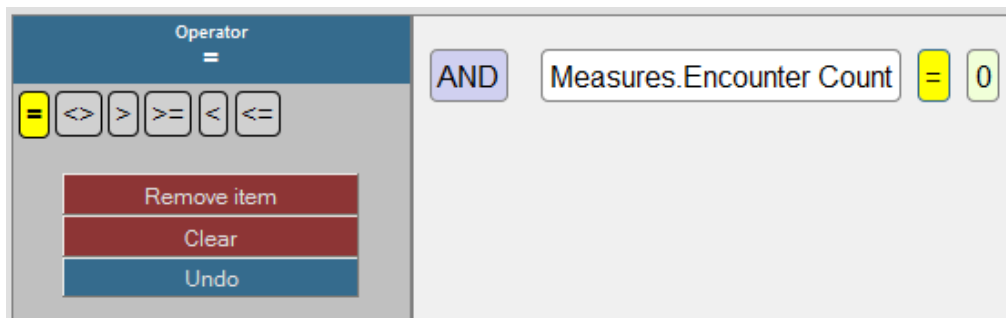 Operator
=
= <> > >= < <=
Remove item
Clear
Undo
AND Measures.Encounter Count = 0